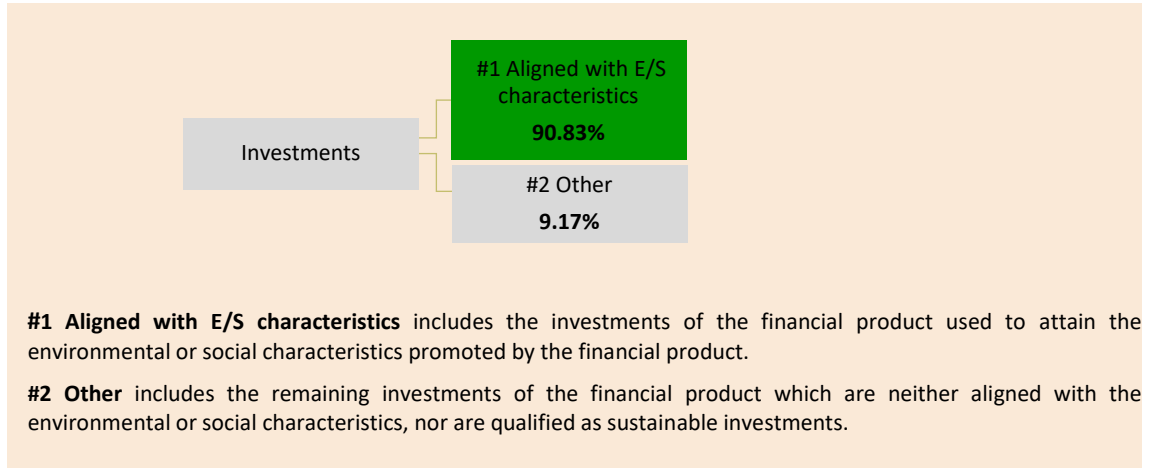 #1 Aligned with E/S
characteristics
90.83%
Investments
#2 Other
9.17%
#1 Aligned with E/S characteristics includes the investments of the financial product used to attain the
environmental or social characteristics promoted by the financial product.
#2 Other includes the remaining investments of the financial product which are neither aligned with the
environmental or social characteristics, nor are qualified as sustainable investments.